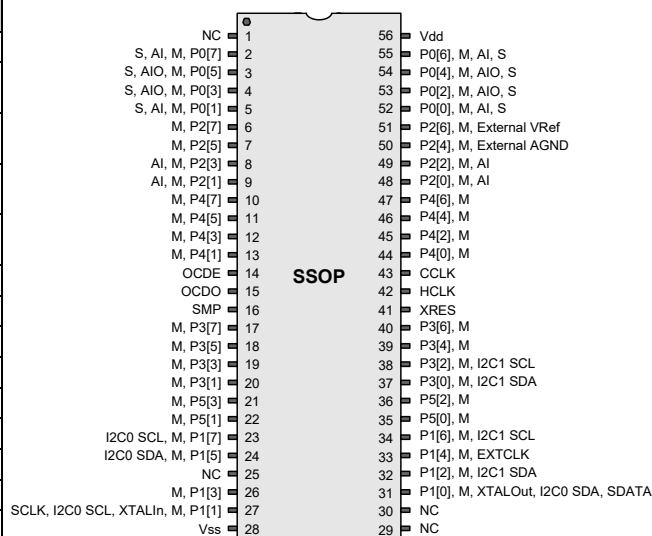 NC 1 56 Vdd
S, AI, M, P0[7] 2 55 P0[6], M, AI, S
S, AIO, M, P0[5] 3 54 P0[4], M, AIO, S
S, AIO, M, P0[3] 4 53 P0[2], M, AIO, S
S, AI, M, P0[1] 5 52 P0[0], M, AI, S
M, P2[7] 6 51 P2[6], M, External VRef
M, P2[5] 7 50 P2[4], M, External AGND
AI, M, P2[3] 8 49 P2[2], M, AI
AI, M, P2[1] 9 48 P2[0], M, AI
M, P4[7] 10 47 P4[6], M
M, P4[5] 11 46 P4[4], M
M, P4[3] 12 45 P4[2], M
M, P4[1] 13 44 P4[0], M
OCDE 14 SSOP 43 CCLK
OCDO 15 42 HCLK
SMP 16 41 XRES
M, P3[7] 17 40 P3[6], M
M, P3[5] 18 39 P3[4], M
M, P3[3] 19 38 P3[2], M, I2C1 SCL
M, P3[1] 20 37 P3[0], M, I2C1 SDA
M, P5[3] 21 36 P5[2], M
M, P5[1] 22 35 P5[0], M
I2C0 SCL, M, P1[7] 23 34 P1[6], M, I2C1 SCL
I2C0 SDA, M, P1[5] 24 33 P1[4], M, EXTCLK
NC 25 32 P1[2], M, I2C1 SDA
M, P1[3] 26 31 P1[0], M, XTALOut, I2C0 SDA, SDATA
SCLK, I2C0 SCL, XTALIn, M, P1[1] 27 30 NC
Vss 28 29 NC